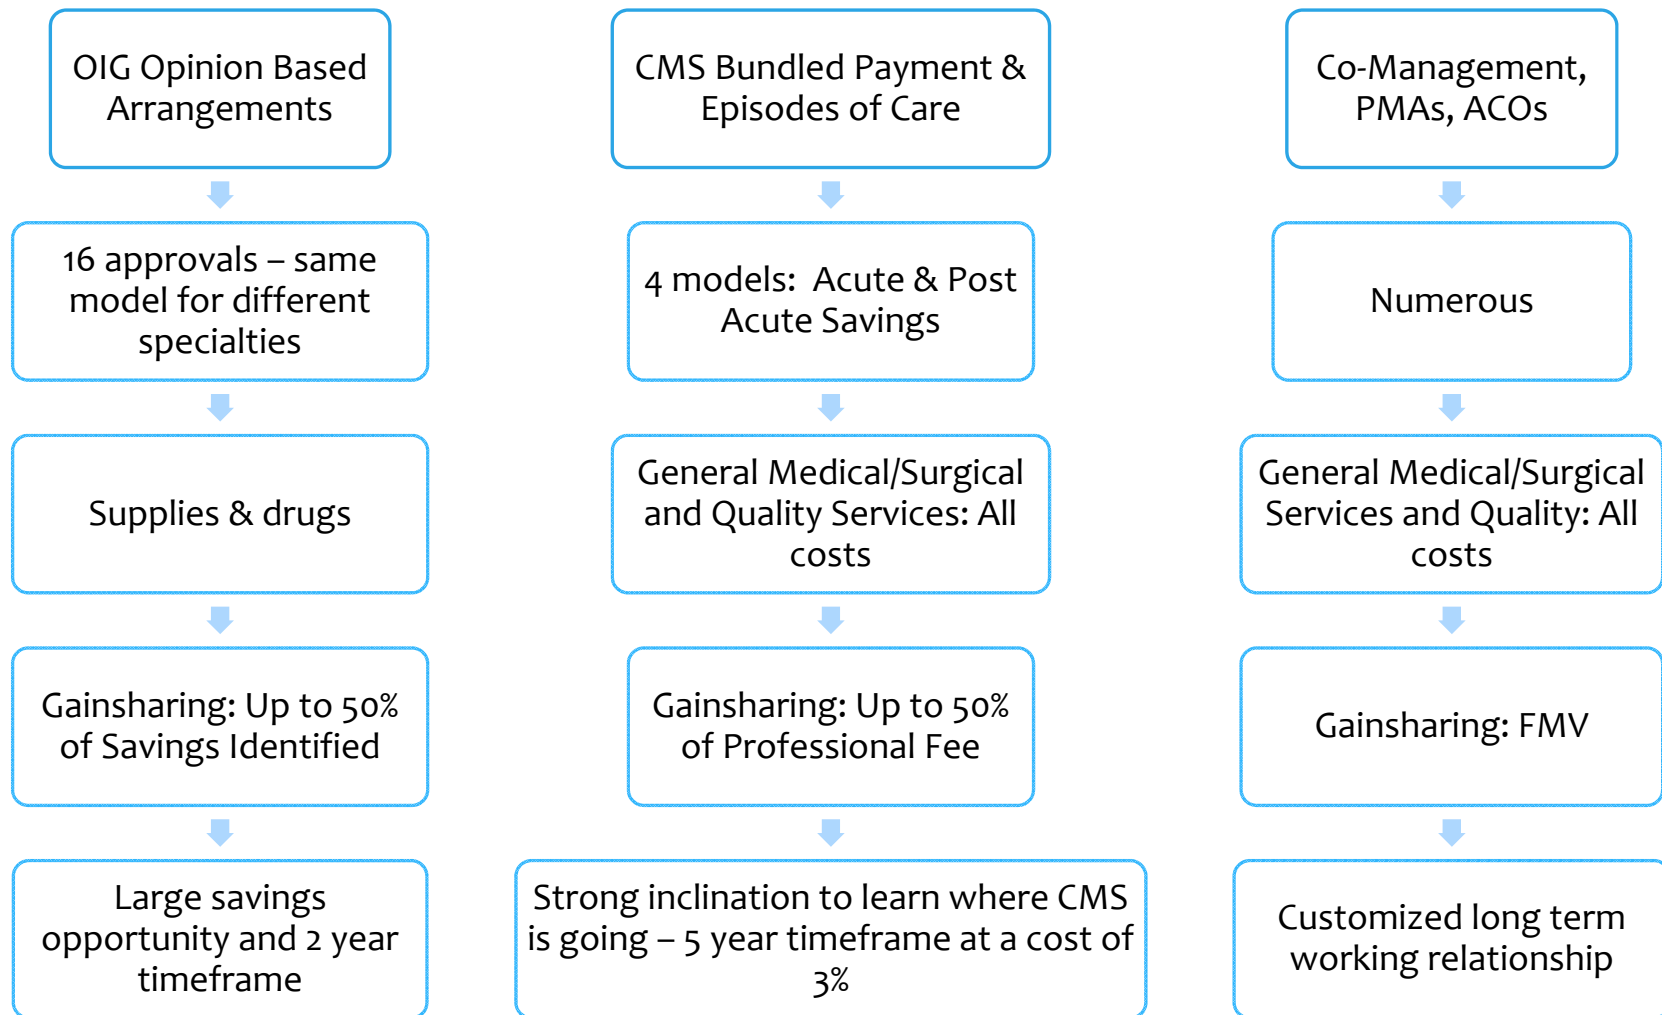 OIG Opinion Based
Arrangements
16 approvals – same
model for different
specialties
Supplies & drugs
Gainsharing: Up to 50%
of Savings Identified
Large savings
opportunity and 2 year
timeframe
CMS Bundled Payment &
Episodes of Care
4 models:  Acute & Post
Acute Savings
General Medical/Surgical
and Quality Services: All
costs
Gainsharing: Up to 50%
of Professional Fee
Strong inclination to learn where CMS
is going – 5 year timeframe at a cost of
3%
Co-Management,
PMAs, ACOs
Numerous
General Medical/Surgical
Services and Quality: All
costs
Gainsharing: FMV
Customized long term
working relationship